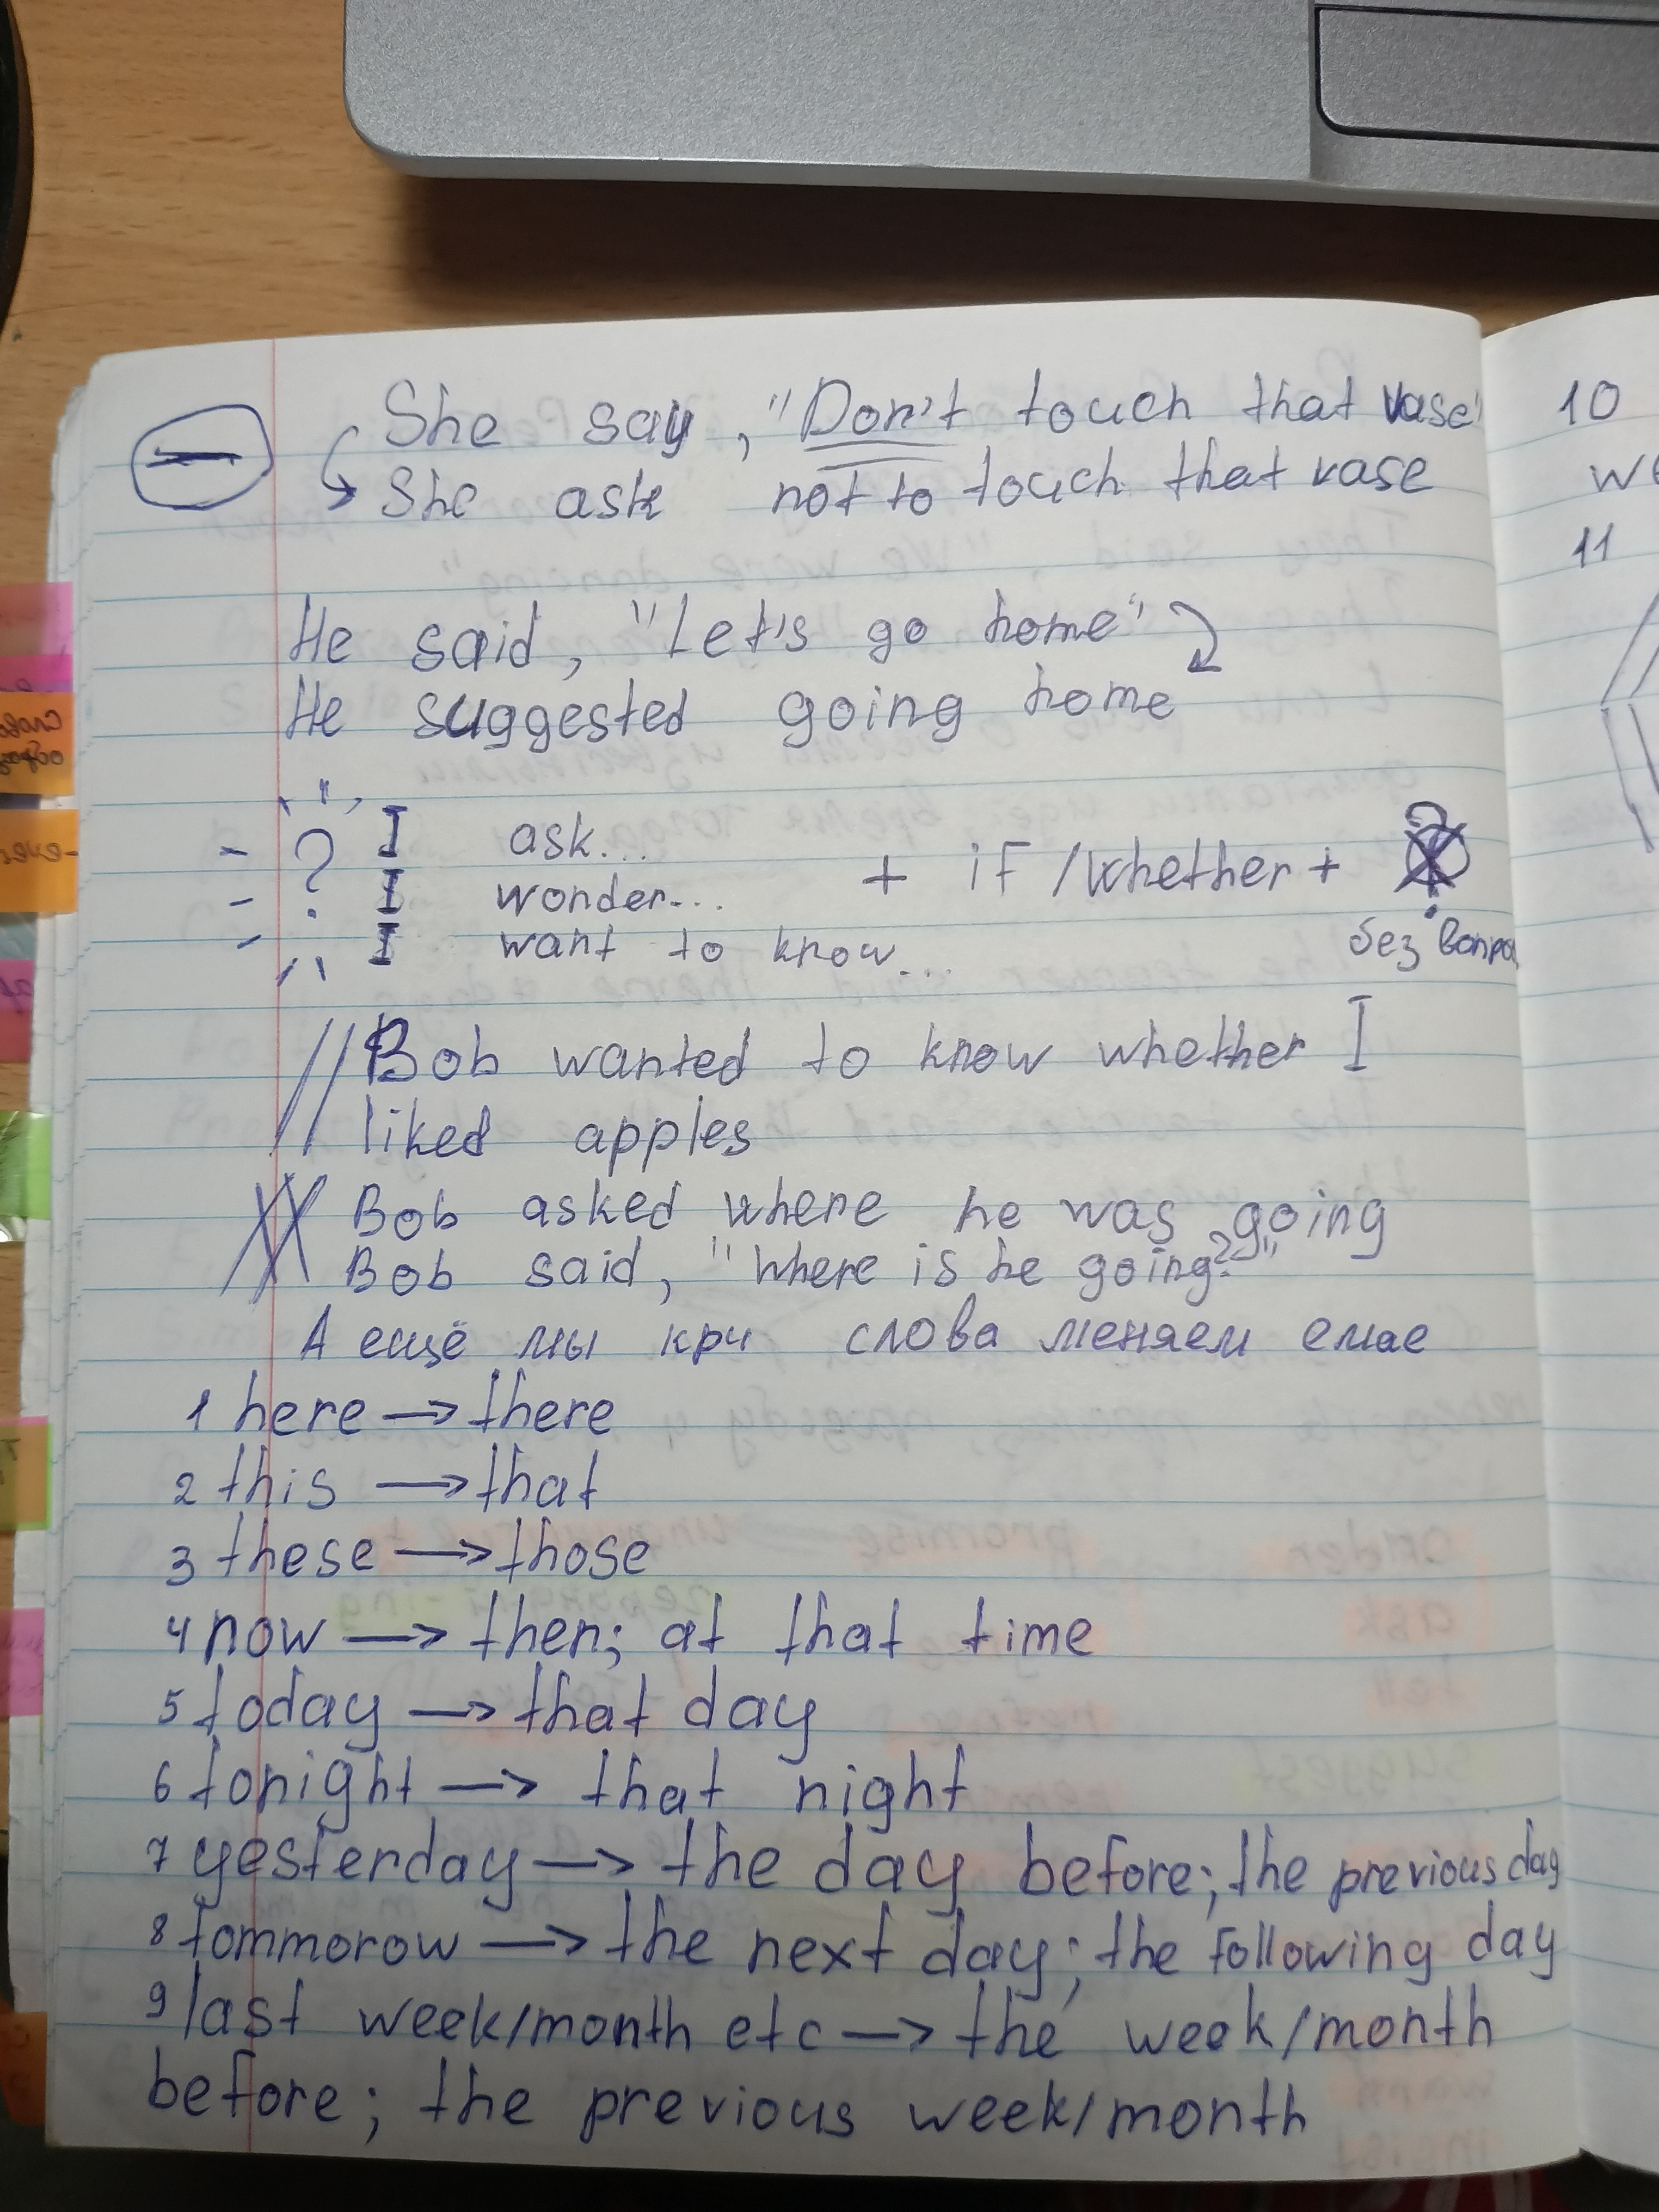 She say, "Don't touch that vase"
She ask not to touch that vase
He said, "Let's go home"
He suggested going home
? I ask...
I wonder... + if /whether + ?
I want to know...
без вопро
Bob wanted to know whether I
liked apples
Bob asked where he was going
Bob said, "Where is he going?"
А ещё мы крч слова меняем емае
1 here → there
2 this → that
3 these → those
4 now → then; at that time
5 today → that day
6 tonight → that night
7 yesterday → the day before; the previous day
8 tommorow → the next day; the following day
9 last week/month etc → the week/month
before; the previous week/month
10
we
11